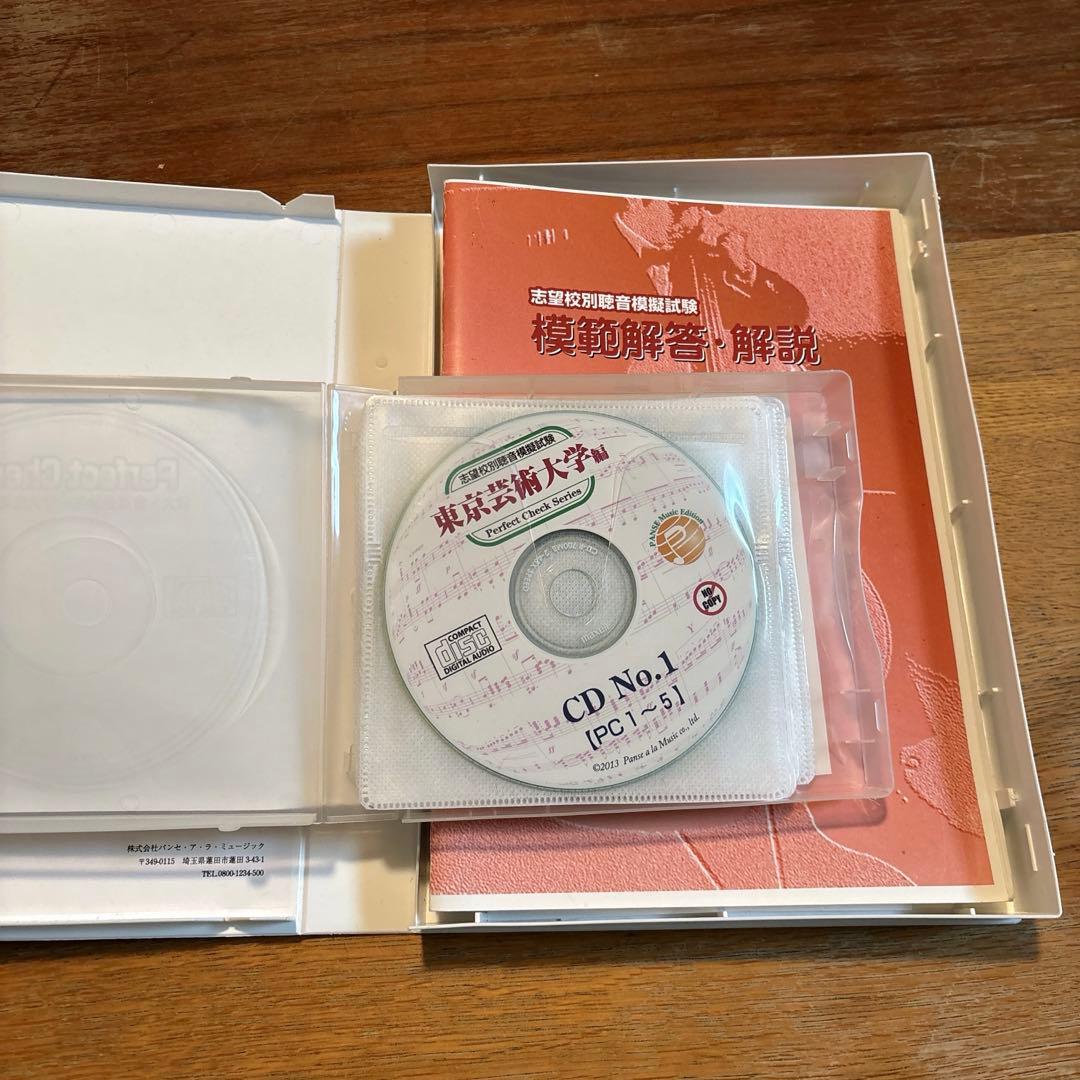 志望校別聴音模擬試験
模範解答・解説
志望校別聴音模擬試験
東京芸術大学編
Perfect Check Series
PANSE Music Edition
NO COPY
COMPACT
disc
DIGITAL AUDIO
maxell
CD No.1
【PC1〜5】
©2013 Panse a la Music co., ltd.
Perfect Che
株式会社パンセ・ア・ラ・ミュージック
〒349-0115 埼玉県蓮田市蓮田3-43-1
TEL.0800-1234-500